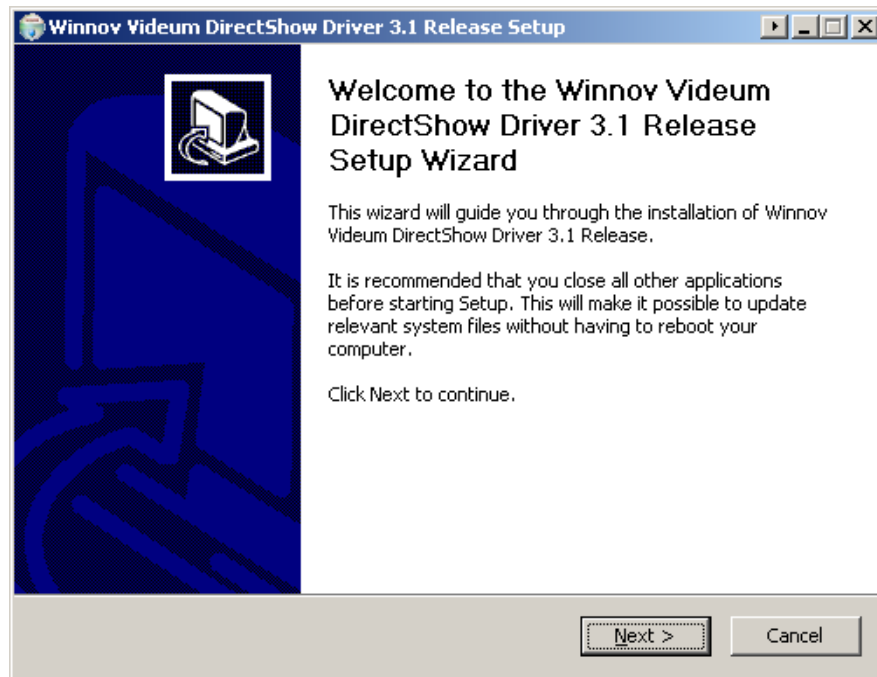 Winnov Videum DirectShow Driver 3.1 Release Setup
Welcome to the Winnov Videum
DirectShow Driver 3.1 Release
Setup Wizard
This wizard will guide you through the installation of Winnov
Videum DirectShow Driver 3.1 Release.
It is recommended that you close all other applications
before starting Setup. This will make it possible to update
relevant system files without having to reboot your
computer.
Click Next to continue.
Next >
Cancel